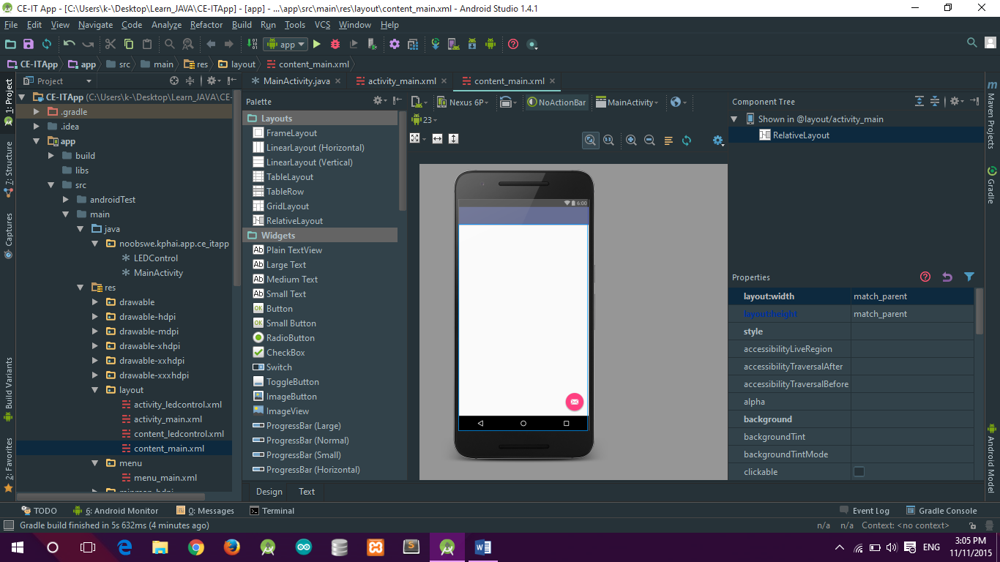 CE-IT App - [C:\Users\k-\Desktop\Learn_JAVA\CE-ITApp] - [app] - ...\app\src\main\res\layout\content_main.xml - Android Studio 1.4.1
File Edit View Navigate Code Analyze Refactor Build Run Tools VCS Window Help
app
CE-ITApp app src main res layout content_main.xml
Project
MainActivity.java activity_main.xml content_main.xml
1: Project
7: Structure
Captures
Build Variants
2: Favorites
CE-ITApp (C:\Users\k-\Desktop\Learn_JAVA\CE-
.gradle
.idea
app
build
libs
src
androidTest
main
java
noobswe.kphai.app.ce_itapp
LEDControl
MainActivity
res
drawable
drawable-hdpi
drawable-mdpi
drawable-xhdpi
drawable-xxhdpi
drawable-xxxhdpi
layout
activity_ledcontrol.xml
activity_main.xml
content_ledcontrol.xml
content_main.xml
menu
menu_main.xml
Palette
Layouts
FrameLayout
LinearLayout (Horizontal)
LinearLayout (Vertical)
TableLayout
TableRow
GridLayout
RelativeLayout
Widgets
Ab Plain TextView
Ab Large Text
Ab Medium Text
Ab Small Text
OK Button
OK Small Button
RadioButton
CheckBox
Switch
ToggleButton
ImageButton
ImageView
ProgressBar (Large)
ProgressBar (Normal)
ProgressBar (Small)
ProgressBar (Horizontal)
Design Text
Nexus 6P NoActionBar MainActivity
23
6:00
Component Tree
Shown in @layout/activity_main
RelativeLayout
Properties
layout:width match_parent
layout:height match_parent
style
accessibilityLiveRegion
accessibilityTraversalAfter
accessibilityTraversalBefore
alpha
background
backgroundTint
backgroundTintMode
clickable
Maven Projects
Gradle
Android Model
TODO 6: Android Monitor 0: Messages Terminal Event Log Gradle Console
Gradle build finished in 5s 632ms (4 minutes ago) n/a n/a Context: <no context>
ENG
3:05 PM
11/11/2015